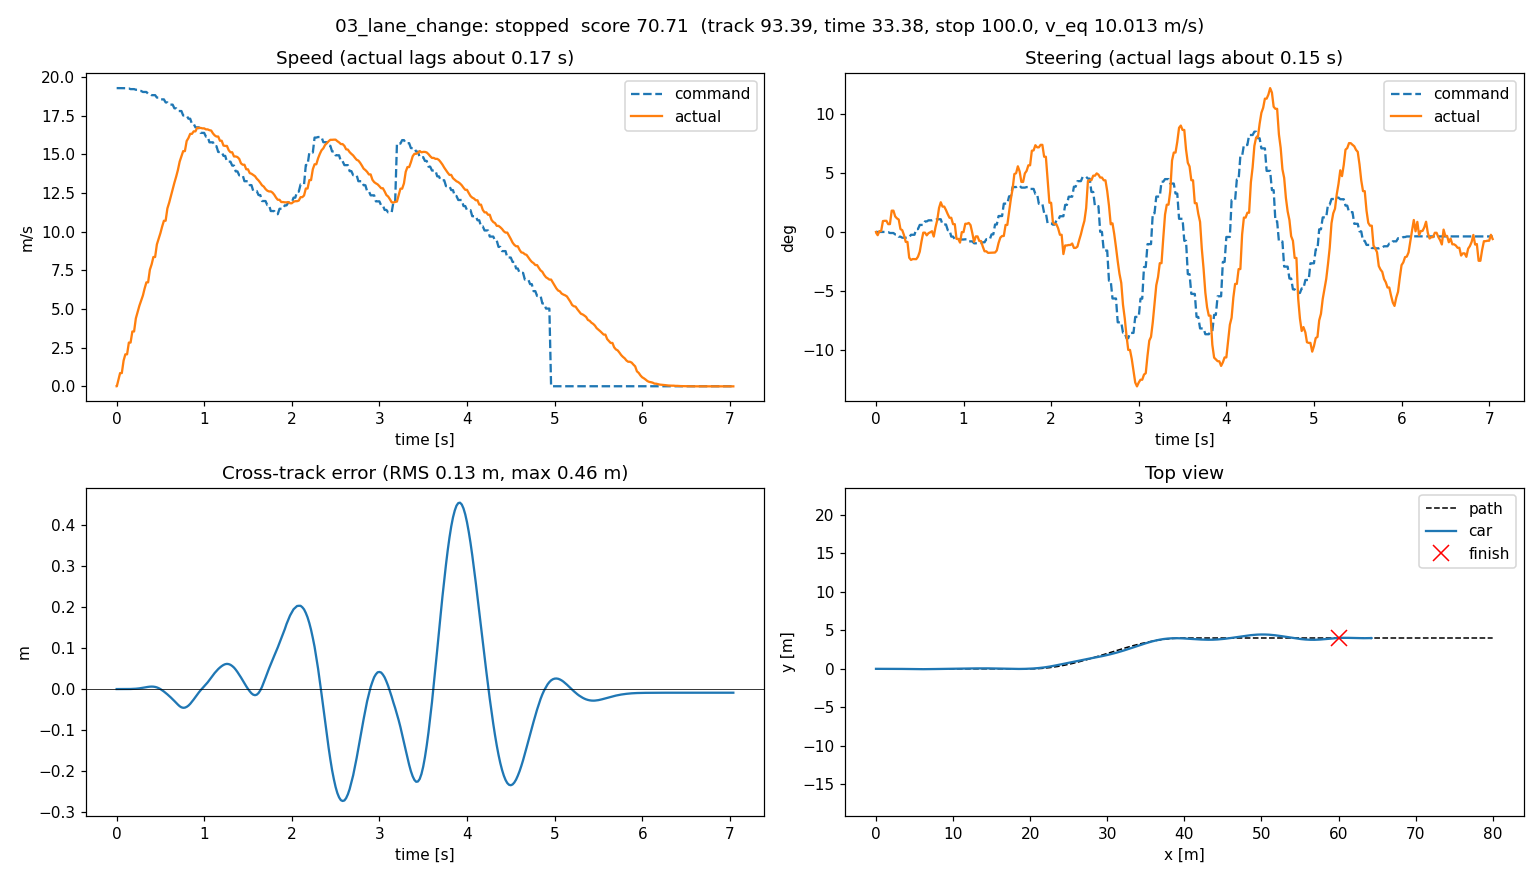 03_lane_change: stopped  score 70.71  (track 93.39, time 33.38, stop 100.0, v_eq 10.013 m/s)
Speed (actual lags about 0.17 s)
20.0
17.5
15.0
12.5
10.0
7.5
5.0
2.5
0.0
m/s
command
actual
0 1 2 3 4 5 6 7
time [s]
Steering (actual lags about 0.15 s)
10
5
0
−5
−10
deg
command
actual
0 1 2 3 4 5 6 7
time [s]
Cross-track error (RMS 0.13 m, max 0.46 m)
0.4
0.3
0.2
0.1
0.0
−0.1
−0.2
−0.3
m
0 1 2 3 4 5 6 7
time [s]
Top view
20
15
10
5
0
−5
−10
−15
y [m]
path
car
finish
0 10 20 30 40 50 60 70 80
x [m]